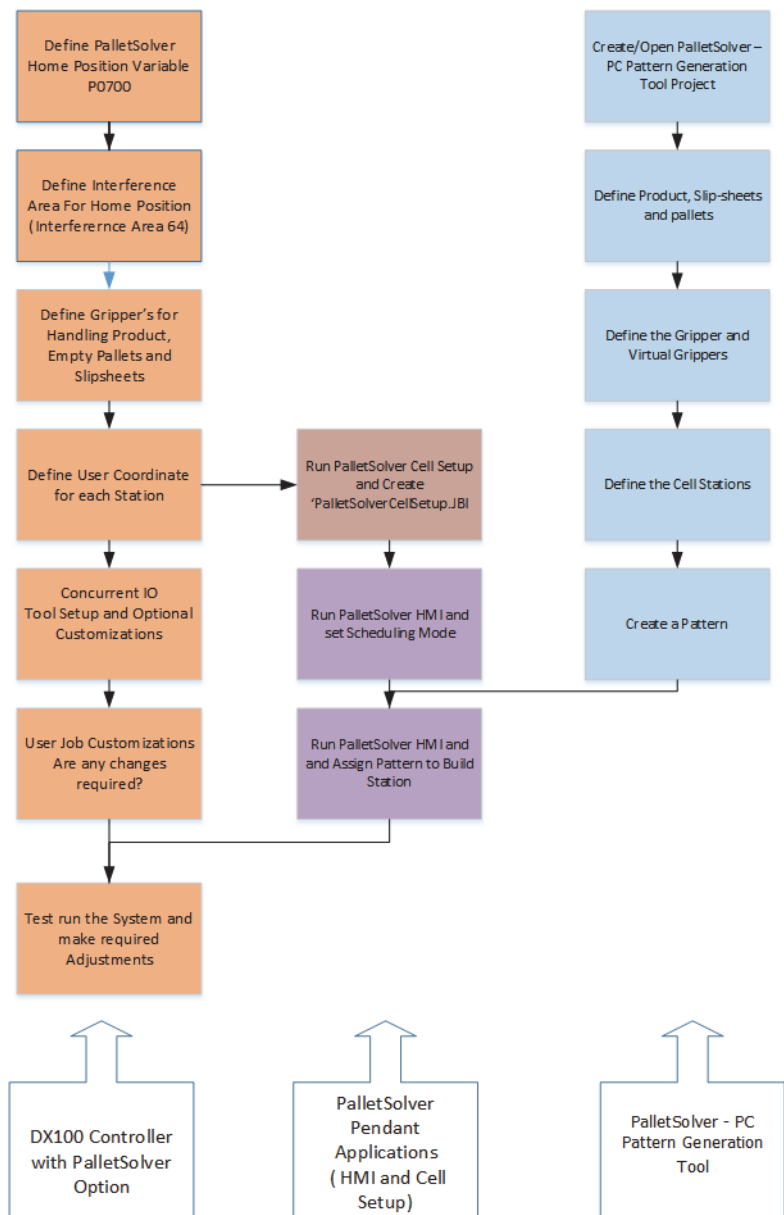 Define PalletSolver
Home Position Variable
P0700
Create/Open PalletSolver–
PC Pattern Generation
Tool Project
Define Interference
Area For Home Position
(Interferernce Area 64)
Define Product, Slip-sheets
and pallets
Define Gripper's for
Handling Product,
Empty Pallets and
Slipsheets
Define the Gripper and
Virtual Grippers
Define User Coordinate
for each Station
Run PalletSolver Cell Setup
and Create
'PalletSolverCellSetup.JBI
Define the Cell Stations
Concurrent IO
Tool Setup and Optional
Customizations
Run PalletSolver HMI and
set Scheduling Mode
Create a Pattern
User Job Customizations
Are any changes
required?
Run PalletSolver HMI and
and Assign Pattern to Build
Station
Test run the System and
make required
Adjustments
DX100 Controller
with PalletSolver
Option
PalletSolver
Pendant
Applications
( HMI and Cell
Setup)
PalletSolver - PC
Pattern Generation
Tool